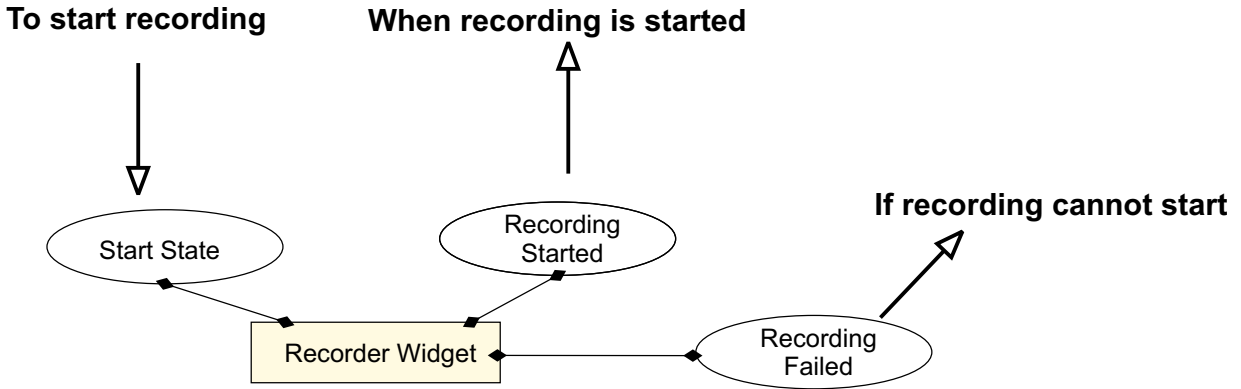 To start recording
When recording is started
If recording cannot start
Start State
Recording
Started
Recorder Widget
Recording
Failed